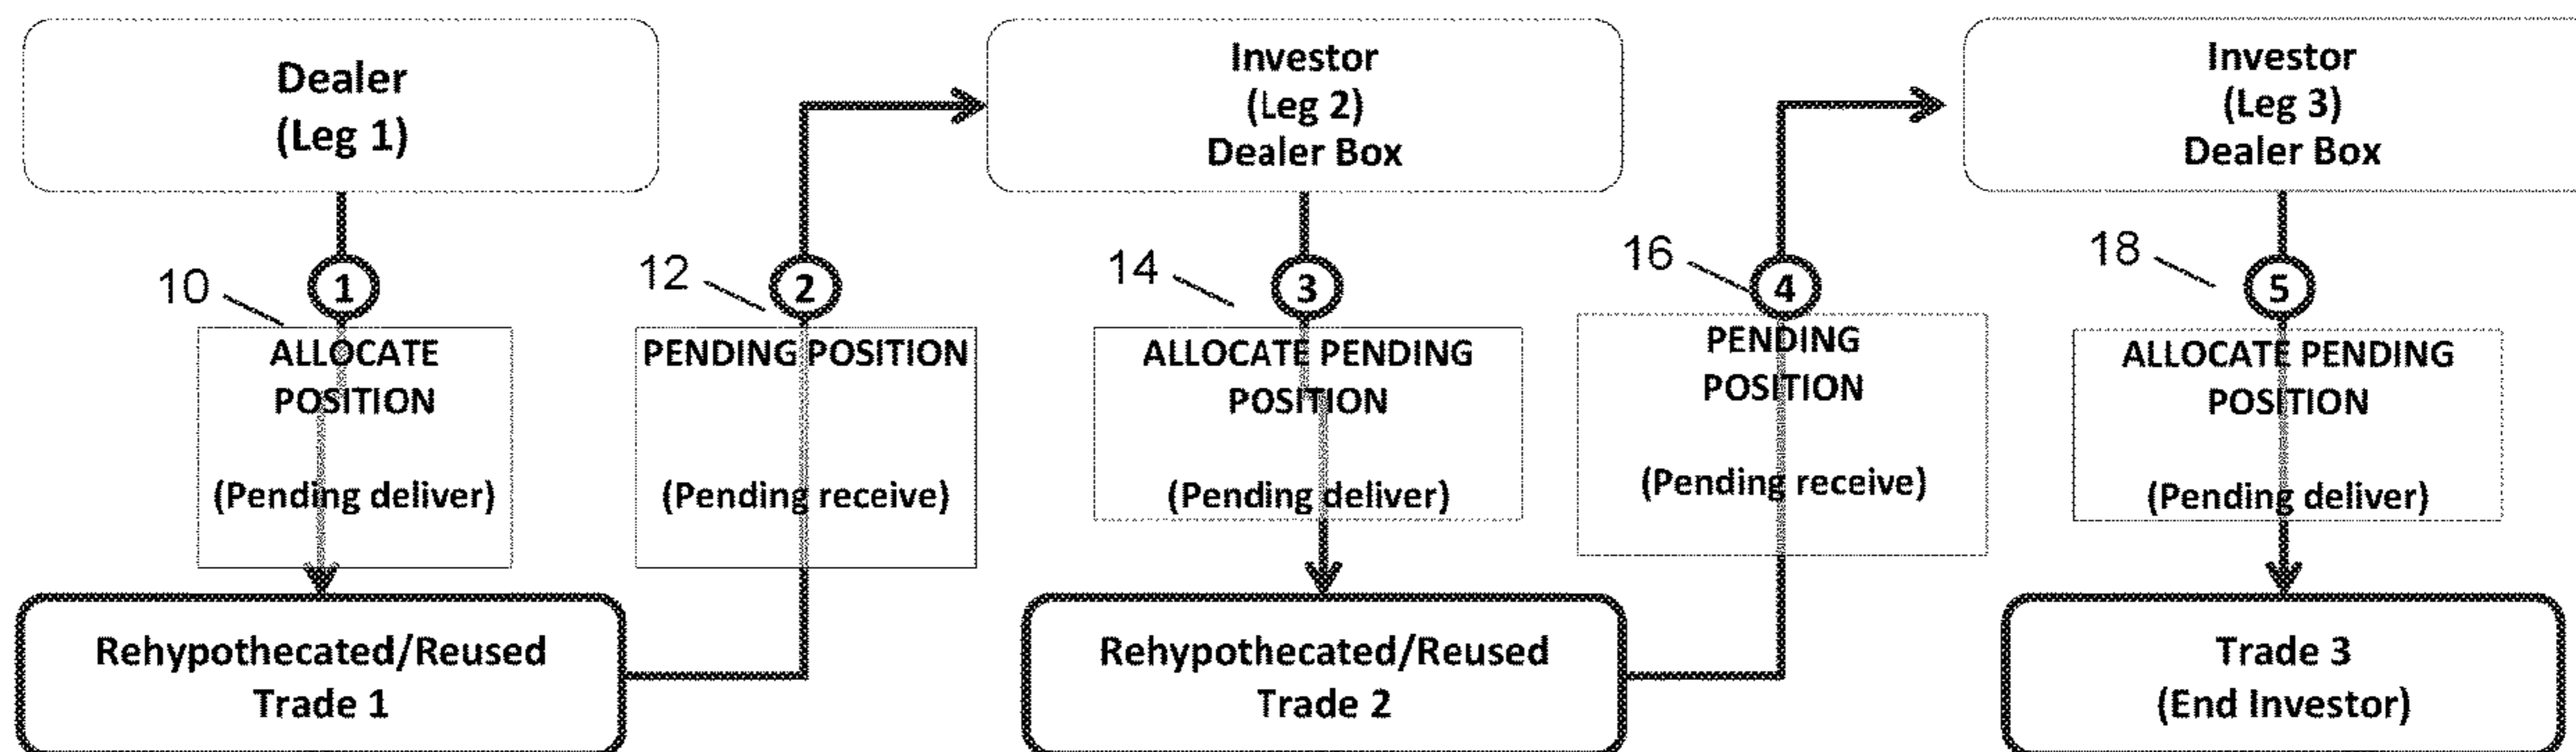 Dealer
(Leg 1)
Investor
(Leg 2)
Dealer Box
Investor
(Leg 3)
Dealer Box
10
1
12
2
14
3
16
4
18
5
ALLOCATE
POSITION
(Pending deliver)
PENDING POSITION
(Pending receive)
ALLOCATE PENDING
POSITION
(Pending deliver)
PENDING
POSITION
(Pending receive)
ALLOCATE PENDING
POSITION
(Pending deliver)
Rehypothecated/Reused
Trade 1
Rehypothecated/Reused
Trade 2
Trade 3
(End Investor)